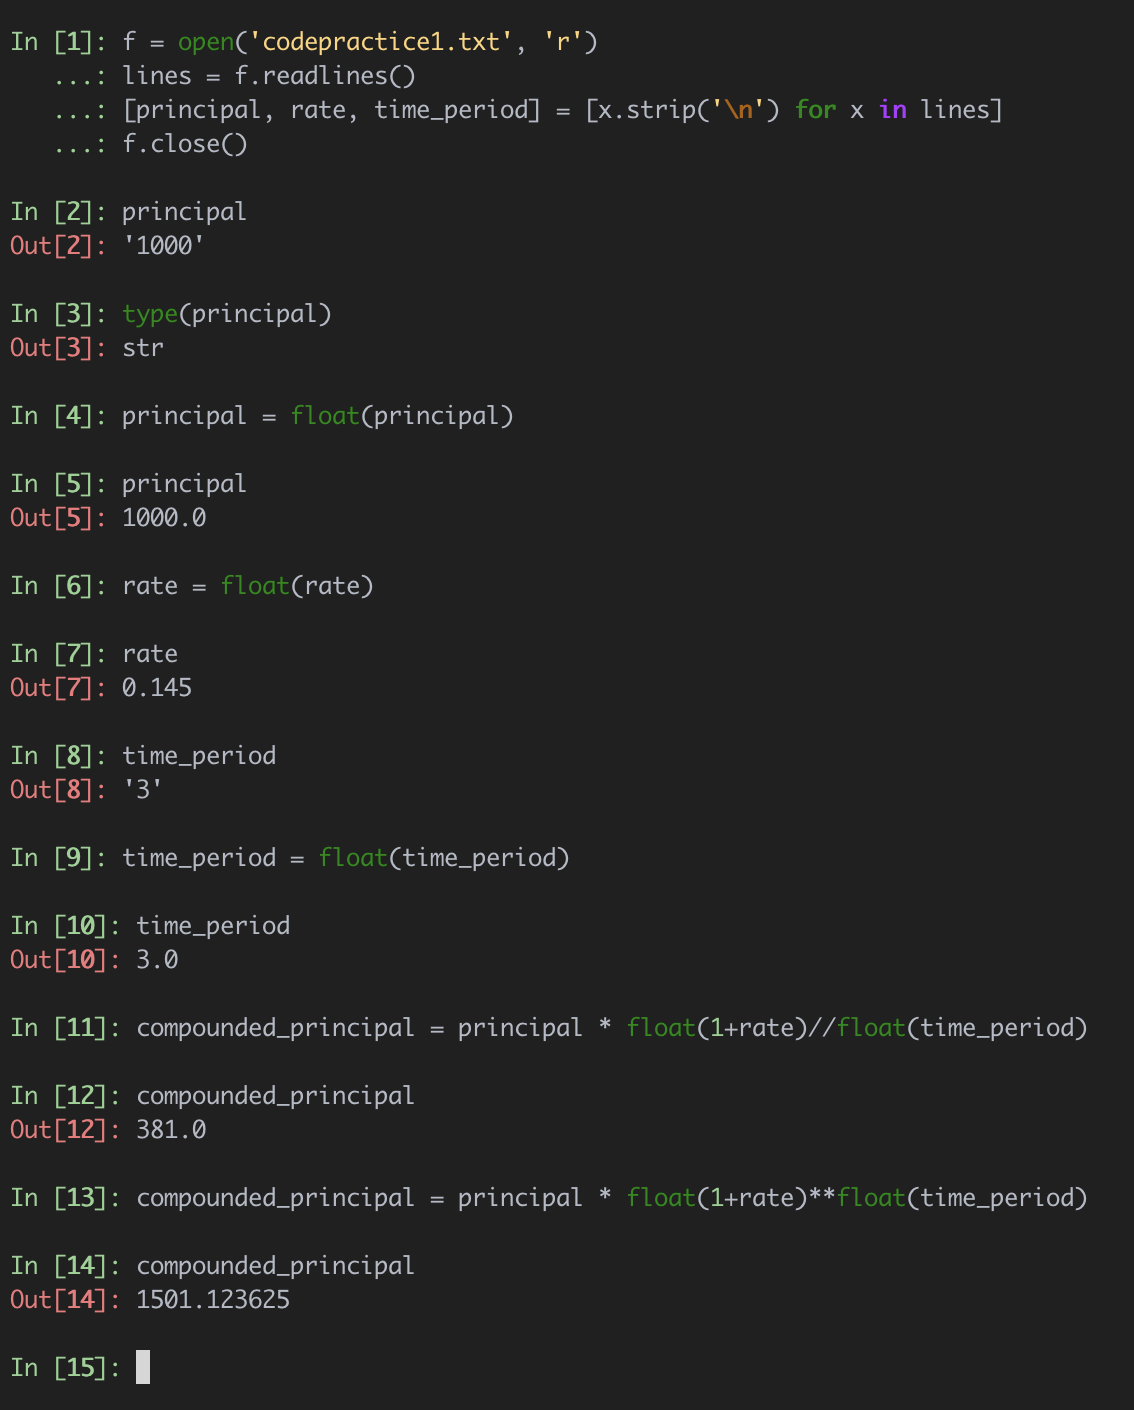 In [1]: f = open('codepractice1.txt', 'r')
   ...: lines = f.readlines()
   ...: [principal, rate, time_period] = [x.strip('\n') for x in lines]
   ...: f.close()

In [2]: principal
Out[2]: '1000'

In [3]: type(principal)
Out[3]: str

In [4]: principal = float(principal)

In [5]: principal
Out[5]: 1000.0

In [6]: rate = float(rate)

In [7]: rate
Out[7]: 0.145

In [8]: time_period
Out[8]: '3'

In [9]: time_period = float(time_period)

In [10]: time_period
Out[10]: 3.0

In [11]: compounded_principal = principal * float(1+rate)//float(time_period)

In [12]: compounded_principal
Out[12]: 381.0

In [13]: compounded_principal = principal * float(1+rate)**float(time_period)

In [14]: compounded_principal
Out[14]: 1501.123625

In [15]: